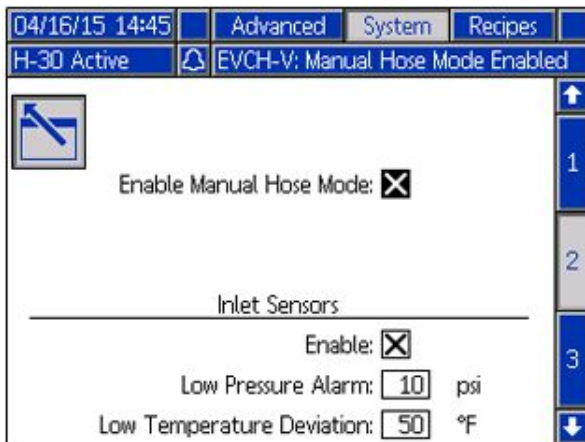 04/16/15 14:45 Advanced System Recipes
H-30 Active EVCH-V: Manual Hose Mode Enabled
1
Enable Manual Hose Mode:
2
Inlet Sensors
Enable:
3
Low Pressure Alarm: 10 psi
Low Temperature Deviation: 50 °F